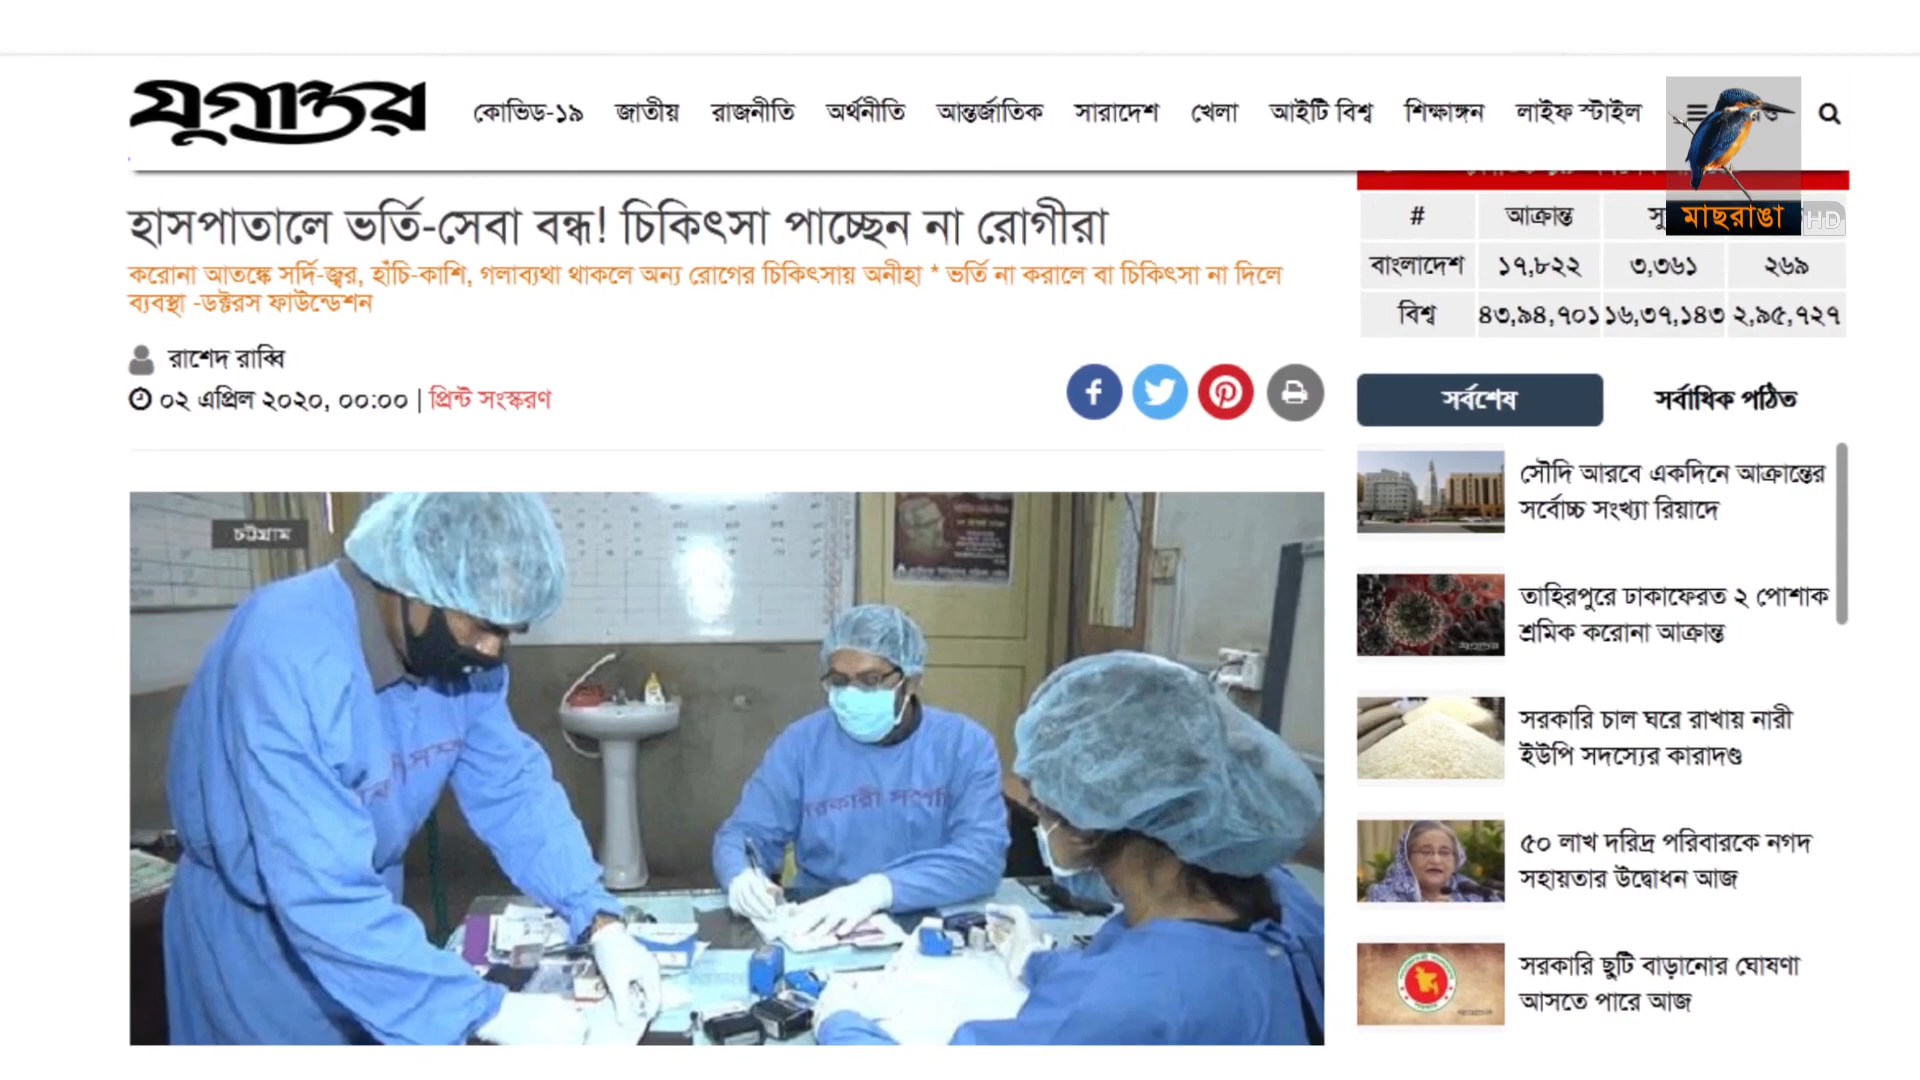 যুগান্তর
কোভিড-১৯ জাতীয় রাজনীতি অর্থনীতি আন্তর্জাতিক সারাদেশ খেলা আইটি বিশ্ব শিক্ষাঙ্গন লাইফ স্টাইল
মাছরাঙা HD
হাসপাতালে ভর্তি-সেবা বন্ধ! চিকিৎসা পাচ্ছেন না রোগীরা
করোনা আতঙ্কে সর্দি-জ্বর, হাঁচি-কাশি, গলাব্যথা থাকলে অন্য রোগের চিকিৎসায় অনীহা * ভর্তি না করালে বা চিকিৎসা না দিলে
ব্যবস্থা -ডক্টরস ফাউন্ডেশন
রাশেদ রাব্বি
০২ এপ্রিল ২০২০, ০০:০০ | প্রিন্ট সংস্করণ
চট্টগ্রাম
সরকারী সম্পত্তি
# আক্রান্ত
বাংলাদেশ ১৭,৮২২ ৩,৩৬১ ২৬৯
বিশ্ব ৪৩,৯৪,৭০১ ১৬,৩৭,১৪৩ ২,৯৫,৭২৭
সর্বশেষ সর্বাধিক পঠিত
সৌদি আরবে একদিনে আক্রান্তের
সর্বোচ্চ সংখ্যা রিয়াদে
তাহিরপুরে ঢাকাফেরত ২ পোশাক
শ্রমিক করোনা আক্রান্ত
সরকারি চাল ঘরে রাখায় নারী
ইউপি সদস্যের কারাদণ্ড
৫০ লাখ দরিদ্র পরিবারকে নগদ
সহায়তার উদ্বোধন আজ
সরকারি ছুটি বাড়ানোর ঘোষণা
আসতে পারে আজ